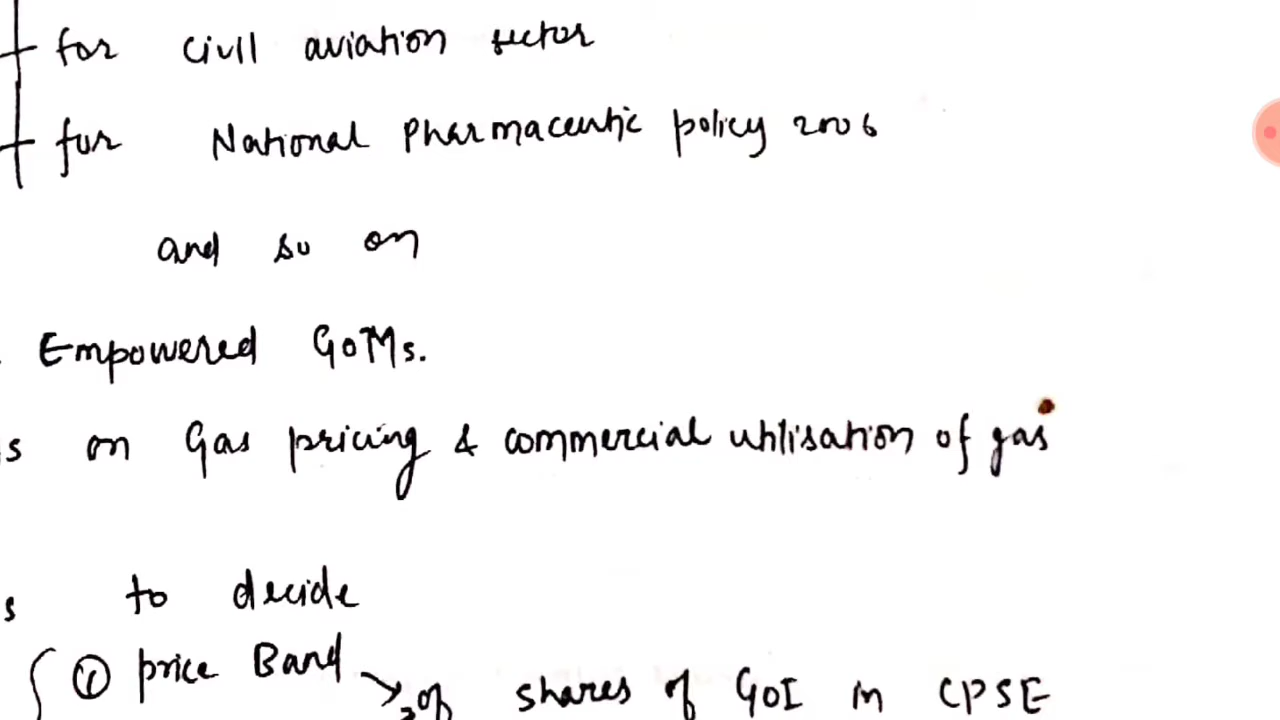 for civil aviation sector
for National Pharmaceutic policy 2006
and so on
Empowered GoMs.
s on Gas pricing & commercial utilisation of gas
s to decide
① price Band
of shares of GOI in CPSE